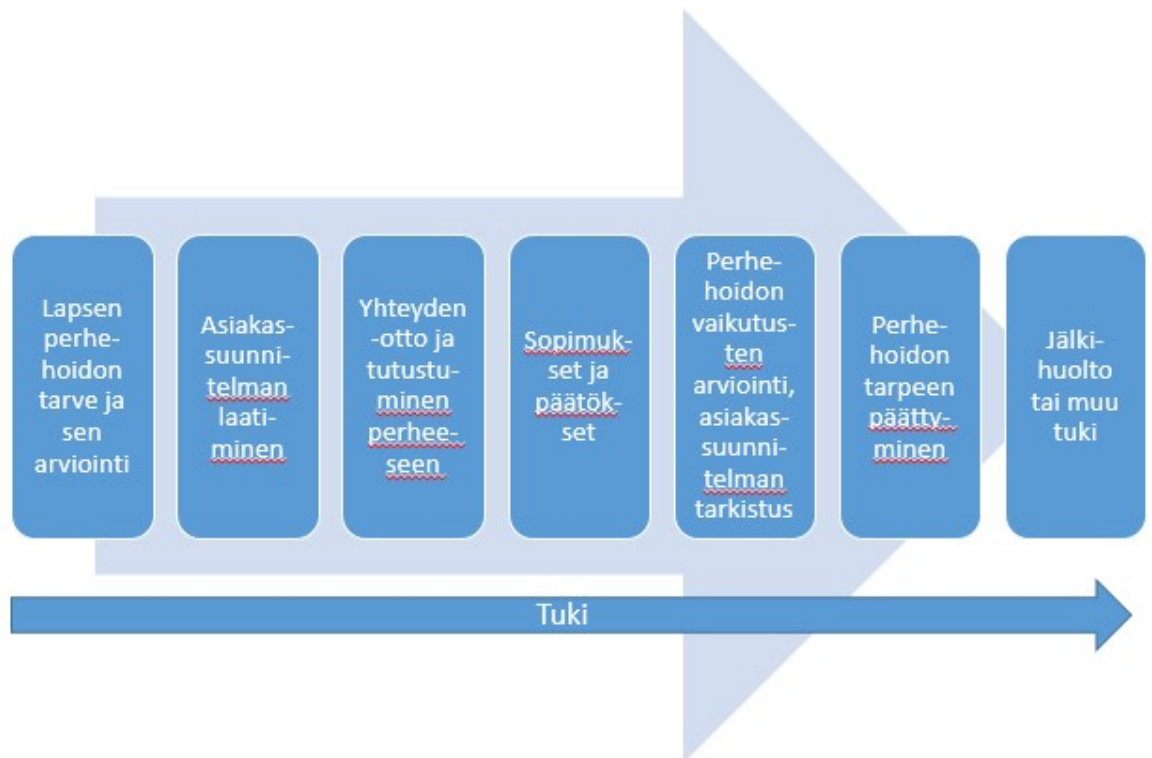 Lapsen
perhe-
hoidon
tarve ja
sen
arviointi
Asiakas-
suunni-
telman
laati-
minen
Yhteyden
-otto ja
tutustu-
minen
perhee-
seen
Sopimuk-
set ja
päätök-
set
Perhe-
hoidon
vaikutus-
ten
arviointi,
asiakas-
suunni-
telman
tarkistus
Perhe-
hoidon
tarpeen
päätty-
minen
Jälki-
huolto
tai muu
tuki
Tuki